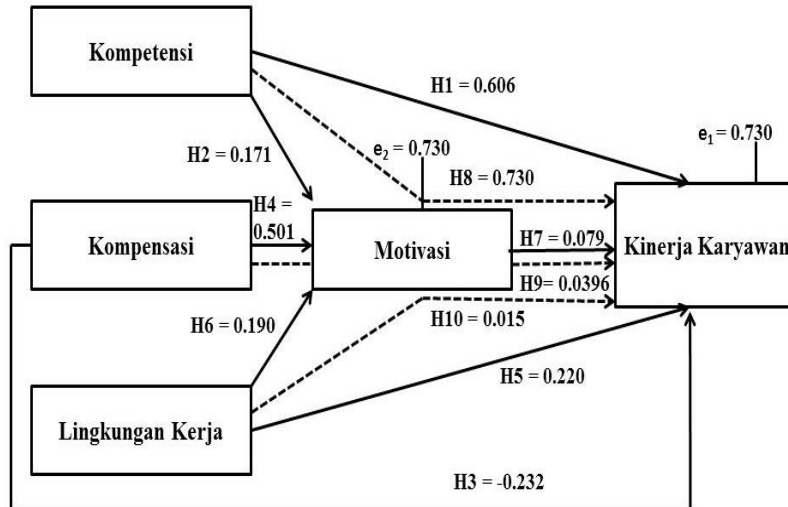 Kompetensi
H1 = 0.606
e₂ = 0.730
e₁ = 0.730
H2 = 0.171
H8 = 0.730
H4 =
0.501
Kompensasi
Motivasi
H7 = 0.079
Kinerja Karyawan
H9= 0.0396
H6 = 0.190
H10 = 0.015
H5 = 0.220
Lingkungan Kerja
H3 = -0.232